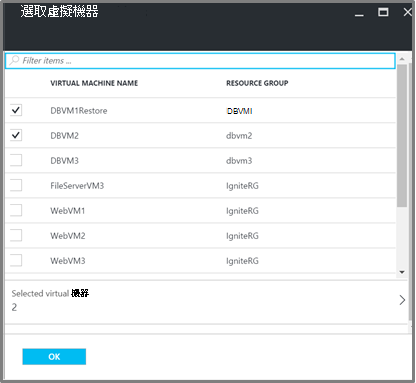 選取虛擬機器
Filter items ...
VIRTUAL MACHINE NAME RESOURCE GROUP
DBVM1Restore IDBVMI
DBVM2 dbvm2
DBVM3 dbvm3
FileServerVM3 IgniteRG
WebVM1 IgniteRG
WebVM2 IgniteRG
WebVM3 IgniteRG
Selected virtual 機器
2
OK